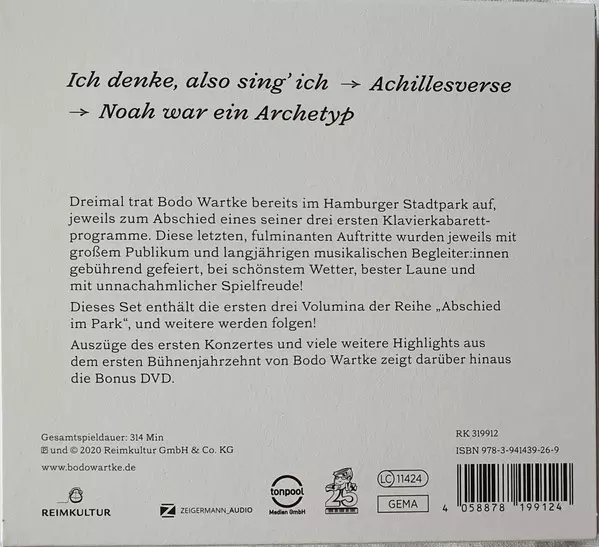 Ich denke, also sing' ich → Achillesverse
→ Noah war ein Archetyp
Dreimal trat Bodo Wartke bereits im Hamburger Stadtpark auf,
jeweils zum Abschied eines seiner drei ersten Klavierkabarett-
programme. Diese letzten, fulminanten Auftritte wurden jeweils mit
großem Publikum und langjährigen musikalischen Begleiter:innen
gebührend gefeiert, bei schönstem Wetter, bester Laune und
mit unnachahmlicher Spielfreude!
Dieses Set enthält die ersten drei Volumina der Reihe „Abschied
im Park“, und weitere werden folgen!
Auszüge des ersten Konzertes und viele weitere Highlights aus
dem ersten Bühnenjahrzehnt von Bodo Wartke zeigt darüber hinaus
die Bonus DVD.
Gesamtspieldauer: 314 Min
℗ und © 2020 Reimkultur GmbH & Co. KG
www.bodowartke.de
RK 319912
ISBN 978-3-941439-26-9
REIMKULTUR
ZEIGERMANN_AUDIO
tonpool
Medien GmbH
25
LC 11424
GEMA
4 058878 199124